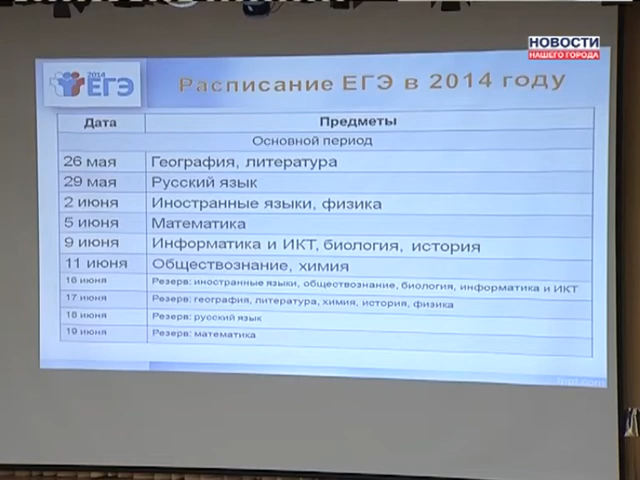 НОВОСТИ
НАШЕГО ГОРОДА
2014
ЕГЭ
Расписание ЕГЭ в 2014 году
Дата Предметы
Основной период
26 мая География, литература
29 мая Русский язык
2 июня Иностранные языки, физика
5 июня Математика
9 июня Информатика и ИКТ, биология, история
11 июня Обществознание, химия
16 июня Резерв: иностранные языки, обществознание, биология, информатика и ИКТ
17 июня Резерв: география, литература, химия, история, физика
18 июня Резерв: русский язык
19 июня Резерв: математика